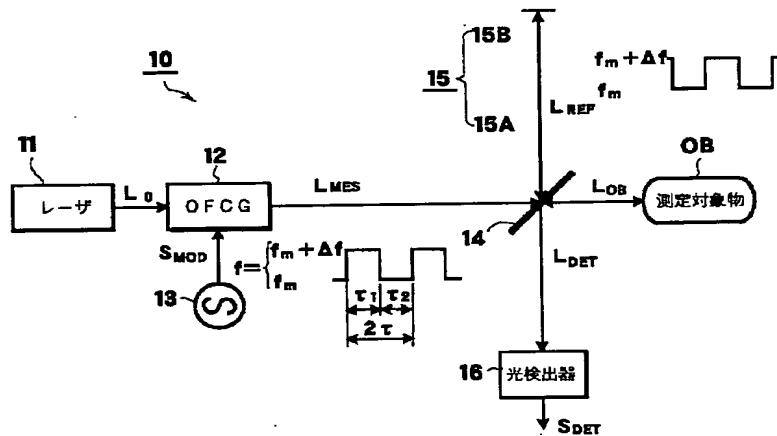 10
15
15B
15A
L REF
fm+Δf
fm
11
レーザ
L0
12
OFCG
LMES
14
LOB
OB
測定対象物
SMOD
13
f= fm+Δf
fm
τ1
τ2
2τ
LDET
16
光検出器
SDET